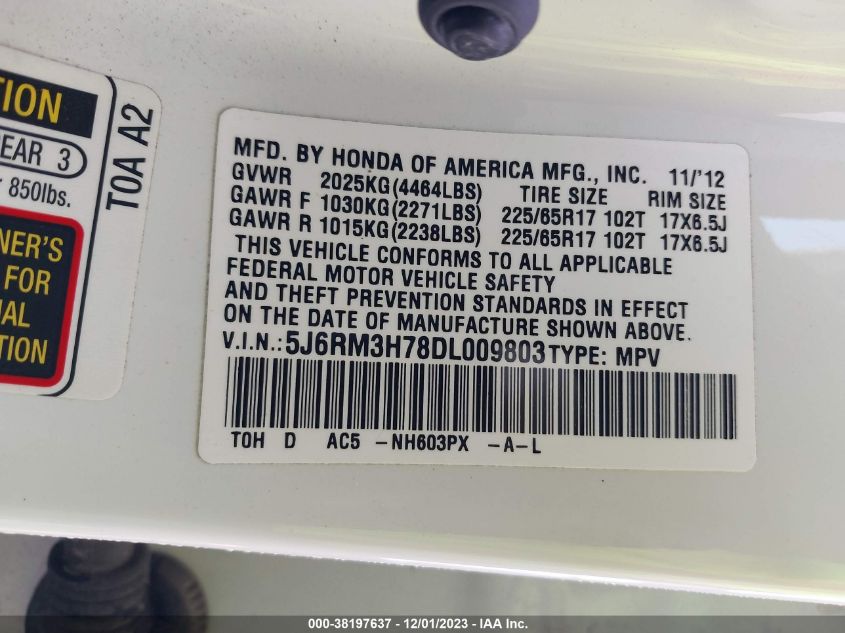 TION
EAR 3
850lbs.
NER'S
FOR
TION
TOA A2
MFD. BY HONDA OF AMERICA MFG., INC. 11/'12
GVWR 2025KG(4464LBS) TIRE SIZE RIM SIZE
GAWR F 1030KG(2271LBS) 225/65R17 102T 17X6.5J
GAWR R 1015KG(2238LBS) 225/65R17 102T 17X6.5J
THIS VEHICLE CONFORMS TO ALL APPLICABLE
FEDERAL MOTOR VEHICLE SAFETY
AND THEFT PREVENTION STANDARDS IN EFFECT
ON THE DATE OF MANUFACTURE SHOWN ABOVE.
V.I.N.:5J6RM3H78DL009803 TYPE: MPV
TOH D AC5 -NH603PX -A-L
000-38197637 - 12/01/2023 - IAA Inc.